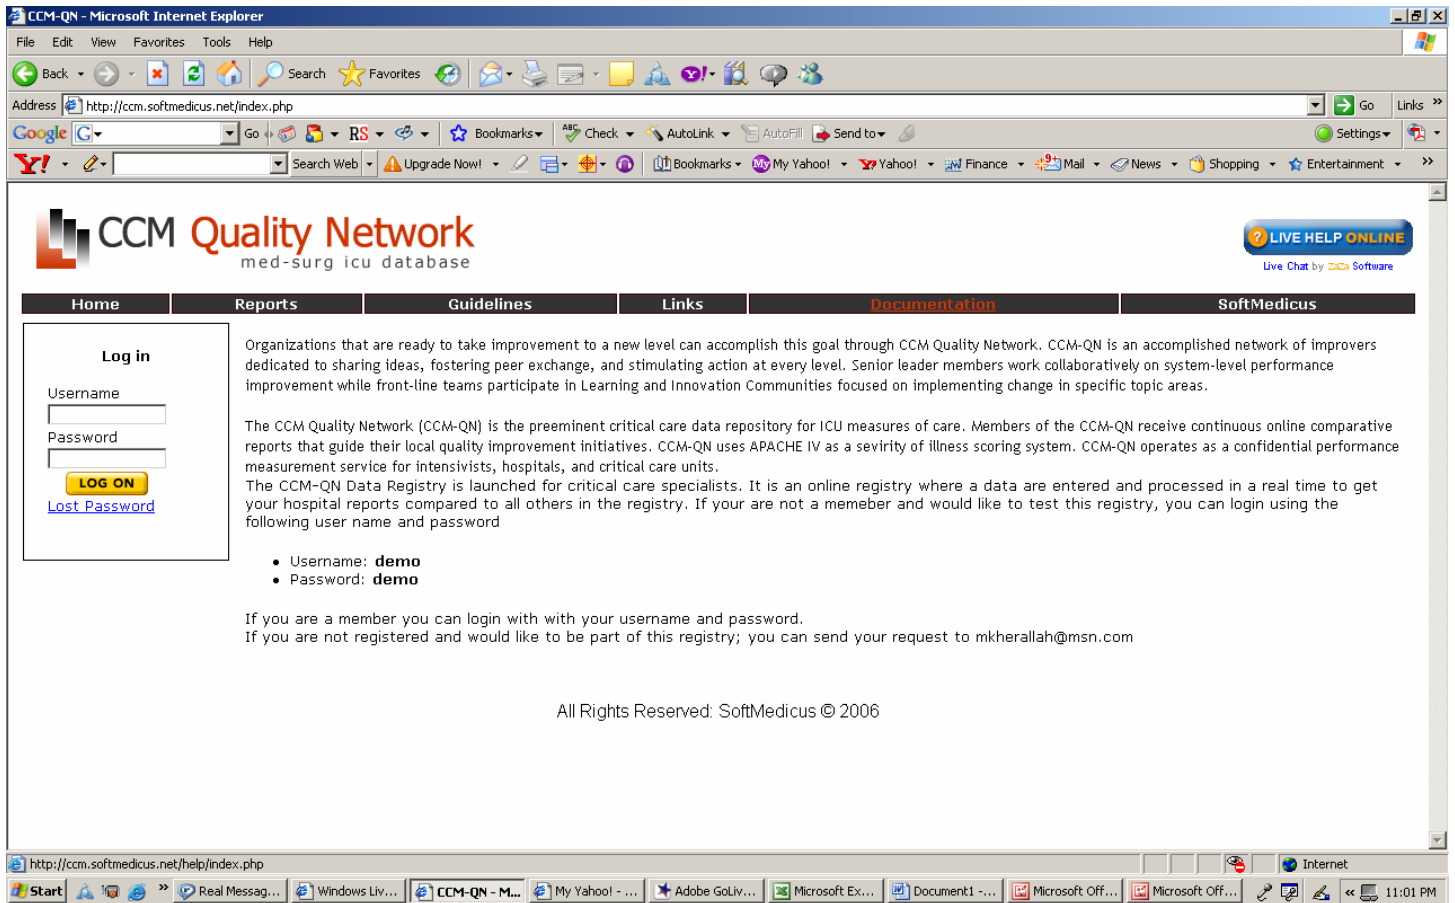 CCM-QN - Microsoft Internet Explorer
File Edit View Favorites Tools Help
Back Search Favorites
Address http://ccm.softmedicus.net/index.php Go Links »
Google G Go RS Bookmarks ABC Check AutoLink AutoFill Send to Settings
Y! Search Web Upgrade Now! Bookmarks My Yahoo! Yahoo! Finance Mail News Shopping Entertainment »
CCM Quality Network
med-surg icu database
? LIVE HELP ONLINE
Live Chat by ZaZa Software
Home Reports Guidelines Links Documentation SoftMedicus
Log in
Username
Password
LOG ON
Lost Password
Organizations that are ready to take improvement to a new level can accomplish this goal through CCM Quality Network. CCM-QN is an accomplished network of improvers
dedicated to sharing ideas, fostering peer exchange, and stimulating action at every level. Senior leader members work collaboratively on system-level performance
improvement while front-line teams participate in Learning and Innovation Communities focused on implementing change in specific topic areas.
The CCM Quality Network (CCM-QN) is the preeminent critical care data repository for ICU measures of care. Members of the CCM-QN receive continuous online comparative
reports that guide their local quality improvement initiatives. CCM-QN uses APACHE IV as a sevirity of illness scoring system. CCM-QN operates as a confidential performance
measurement service for intensivists, hospitals, and critical care units.
The CCM-QN Data Registry is launched for critical care specialists. It is an online registry where a data are entered and processed in a real time to get
your hospital reports compared to all others in the registry. If your are not a memeber and would like to test this registry, you can login using the
following user name and password
• Username: demo
• Password: demo
If you are a member you can login with with your username and password.
If you are not registered and would like to be part of this registry; you can send your request to mkherallah@msn.com
All Rights Reserved: SoftMedicus © 2006
http://ccm.softmedicus.net/help/index.php Internet
Start » Real Messag... Windows Liv... CCM-QN - M... My Yahoo! - ... Adobe GoLiv... Microsoft Ex... Document1 -... Microsoft Off... Microsoft Off... « 11:01 PM